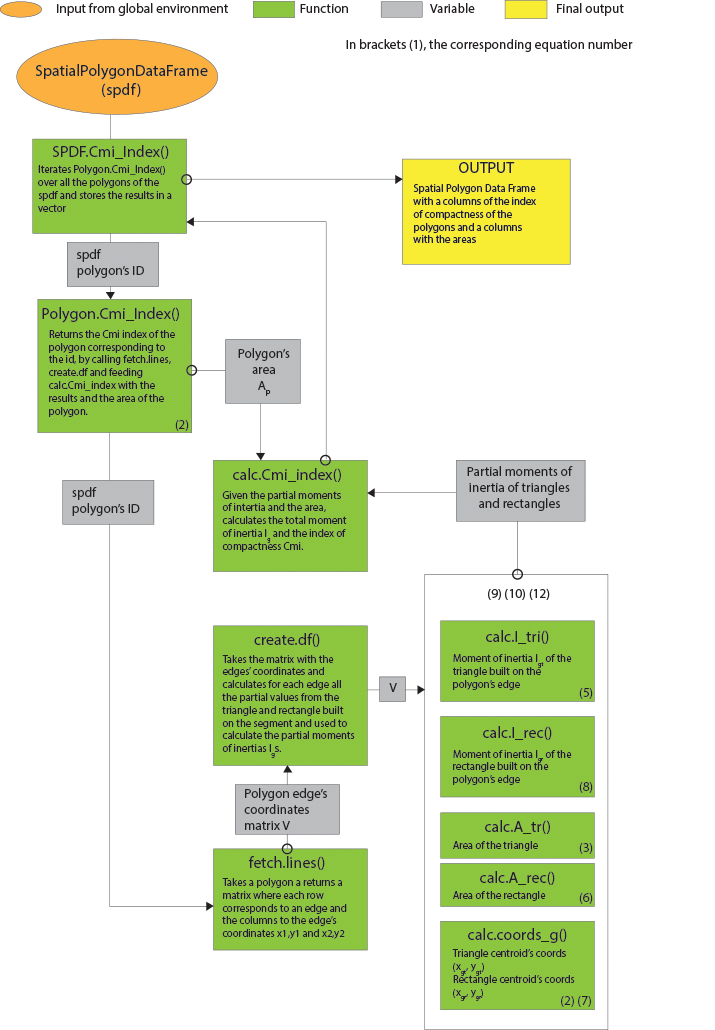 Input from global environment
Function
Variable
Final output
In brackets (1), the corresponding equation number
SpatialPolygonDataFrame
(spdf)
SPDF.Cmi_Index()
Iterates Polygon.Cmi_Index()
over all the polygons of the
spdf and stores the results in a
vector
OUTPUT
Spatial Polygon Data Frame
with a columns of the index
of compactness of the
polygons and a columns
with the areas
spdf
polygon's ID
Polygon.Cmi_Index()
Returns the Cmi index of the
polygon corresponding to
the id, by calling fetch.lines,
create.df and feeding
calc.Cmi_index with the
results and the area of the
polygon.
(2)
Polygon's
area
Ap
spdf
polygon's ID
calc.Cmi_index()
Given the partial moments
of intertia and the area,
calculates the total moment
of inertia Ig and the index of
compactness Cmi.
Partial moments of
inertia of triangles
and rectangles
(9) (10) (12)
create.df()
Takes the matrix with the
edges' coordinates and
calculates for each edge all
the partial values from the
triangle and rectangle built
on the segment and used to
calculate the partial moments
of inertias Igs.
V
calc.I_tri()
Moment of inertia Igt of the
triangle built on the
polygon's edge
(5)
calc.I_rec()
Moment of inertia Igr of the
rectangle built on the
polygon's edge
(8)
calc.A_tr()
Area of the triangle
(3)
calc.A_rec()
Area of the rectangle
(6)
calc.coords_g()
Triangle centroid's coords
(xgt, ygt)
Rectangle centroid's coords
(xgr, ygr)
(2) (7)
Polygon edge's
coordinates
matrix V
fetch.lines()
Takes a polygon a returns a
matrix where each row
corresponds to an edge and
the columns to the edge's
coordinates x1,y1 and x2,y2